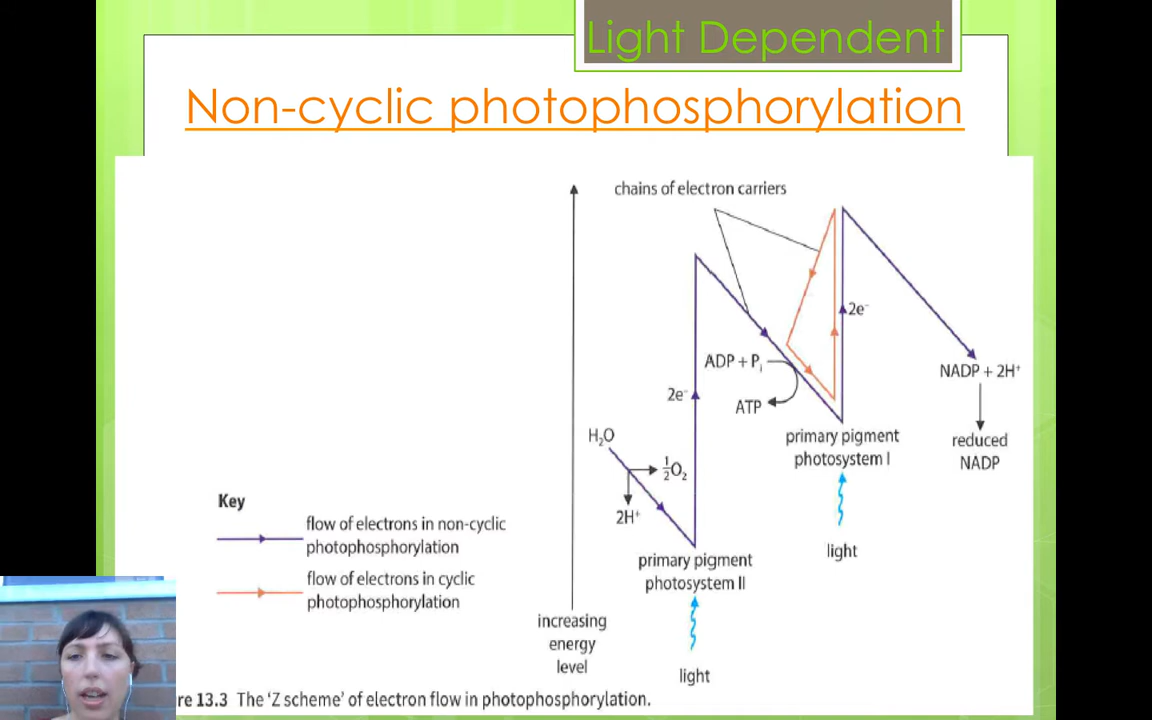 Light Dependent
Non-cyclic photophosphorylation
chains of electron carriers
2e⁻
ADP + Pᵢ
ATP
2e⁻
NADP + 2H⁺
reduced
NADP
H₂O
½O₂
2H⁺
primary pigment
photosystem I
light
primary pigment
photosystem II
light
increasing
energy
level
Key
flow of electrons in non-cyclic
photophosphorylation
flow of electrons in cyclic
photophosphorylation
re 13.3 The ‘Z scheme’ of electron flow in photophosphorylation.